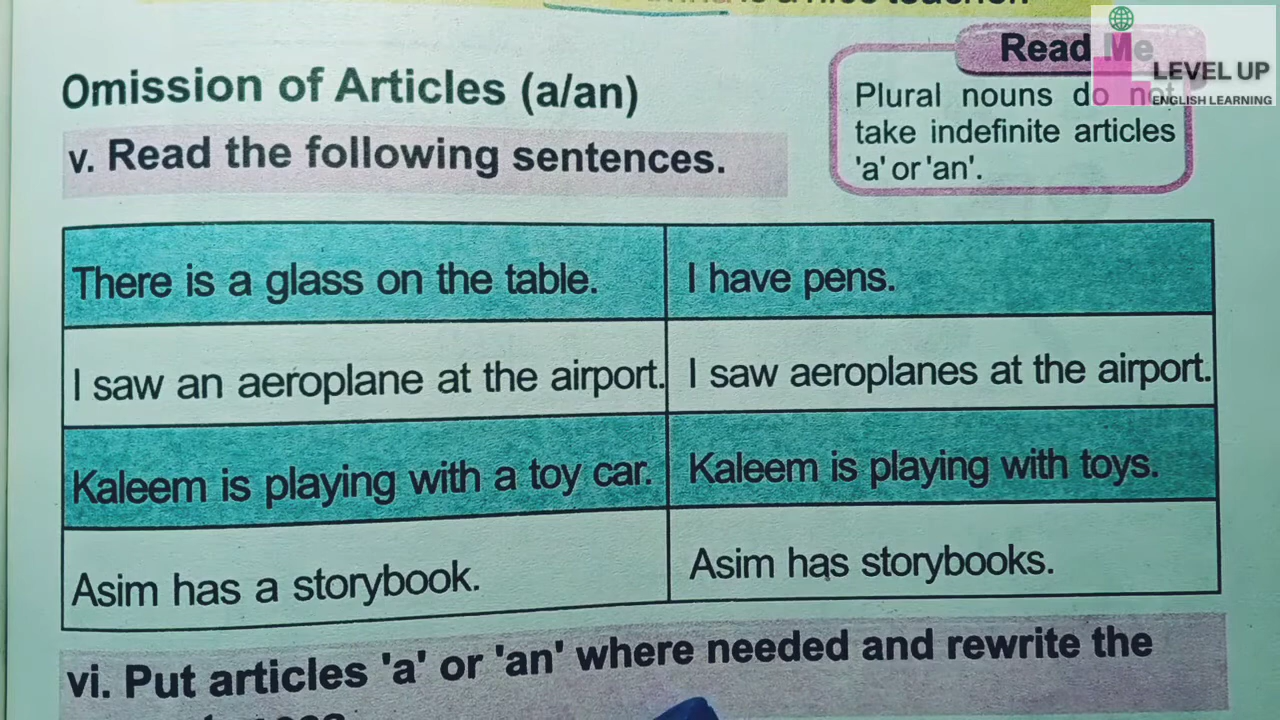 is a nice teacher.
Read Me
LEVEL UP
ENGLISH LEARNING
Omission of Articles (a/an)
Plural nouns do not
take indefinite articles
'a' or 'an'.
v. Read the following sentences.
There is a glass on the table.
I have pens.
I saw an aeroplane at the airport.
I saw aeroplanes at the airport.
Kaleem is playing with a toy car.
Kaleem is playing with toys.
Asim has a storybook.
Asim has storybooks.
vi. Put articles 'a' or 'an' where needed and rewrite the